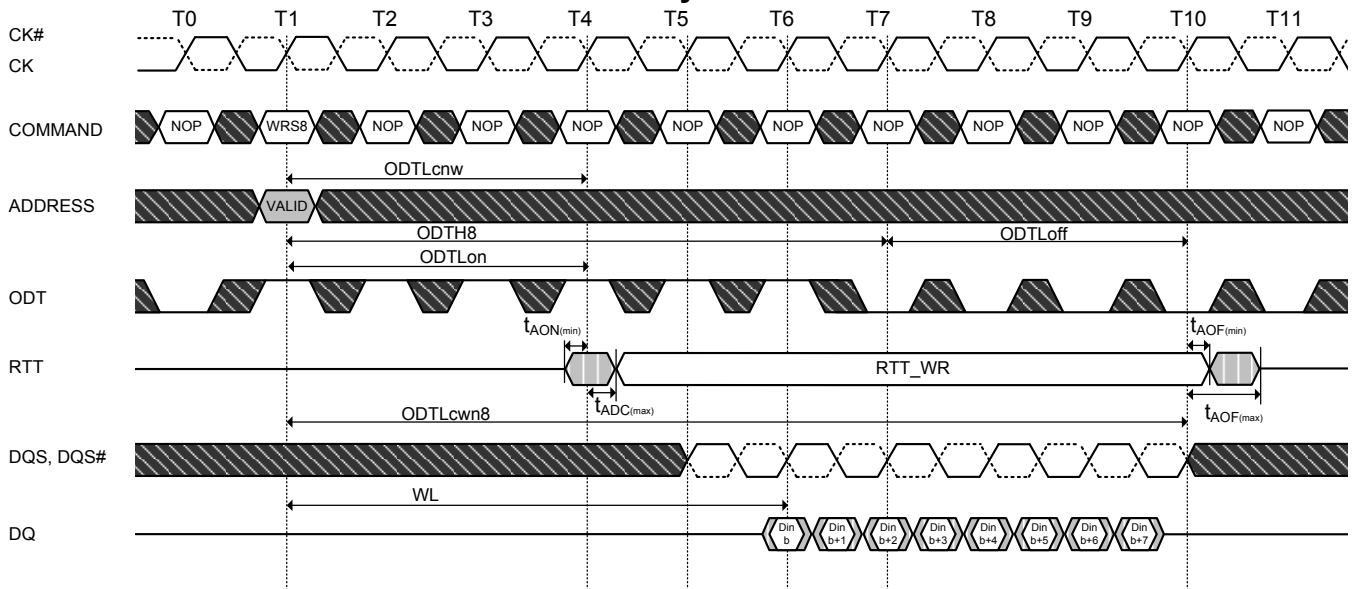 T0 T1 T2 T3 T4 T5 T6 T7 T8 T9 T10 T11
CK#
CK
COMMAND NOP WRS8 NOP NOP NOP NOP NOP NOP NOP NOP NOP NOP
ODTLcnw
ADDRESS VALID
ODTH8 ODTLoff
ODTLon
ODT
tAON(min) tAOF(min)
RTT RTT_WR
tADC(max) tAOF(max)
ODTLcwn8
DQS, DQS#
WL
DQ Din b Din b+1 Din b+2 Din b+3 Din b+4 Din b+5 Din b+6 Din b+7